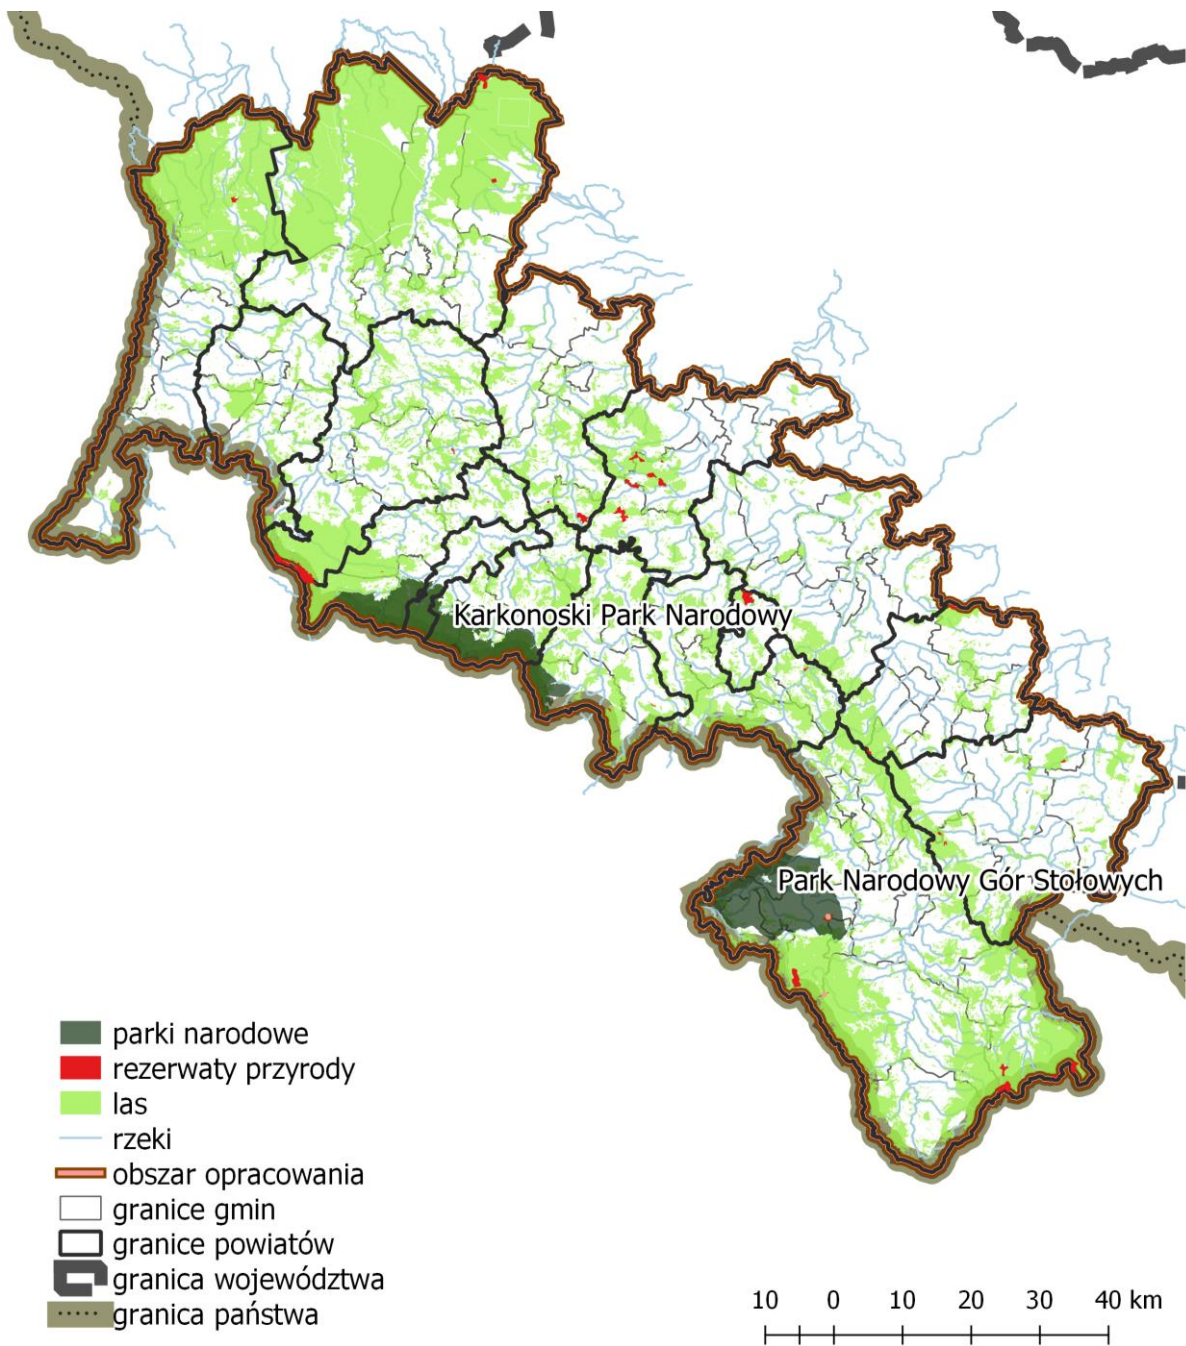 Karkonoski Park Narodowy
Park Narodowy Gór Stołowych
parki narodowe
rezerwaty przyrody
las
rzeki
obszar opracowania
granice gmin
granice powiatów
granica województwa
granica państwa
10 0 10 20 30 40 km